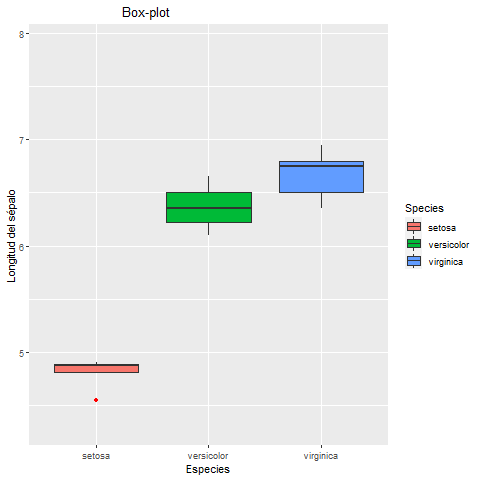 Box-plot
8
7
6
5
Longitud del sépalo
setosa
versicolor
virginica
Especies
Species
setosa
versicolor
virginica